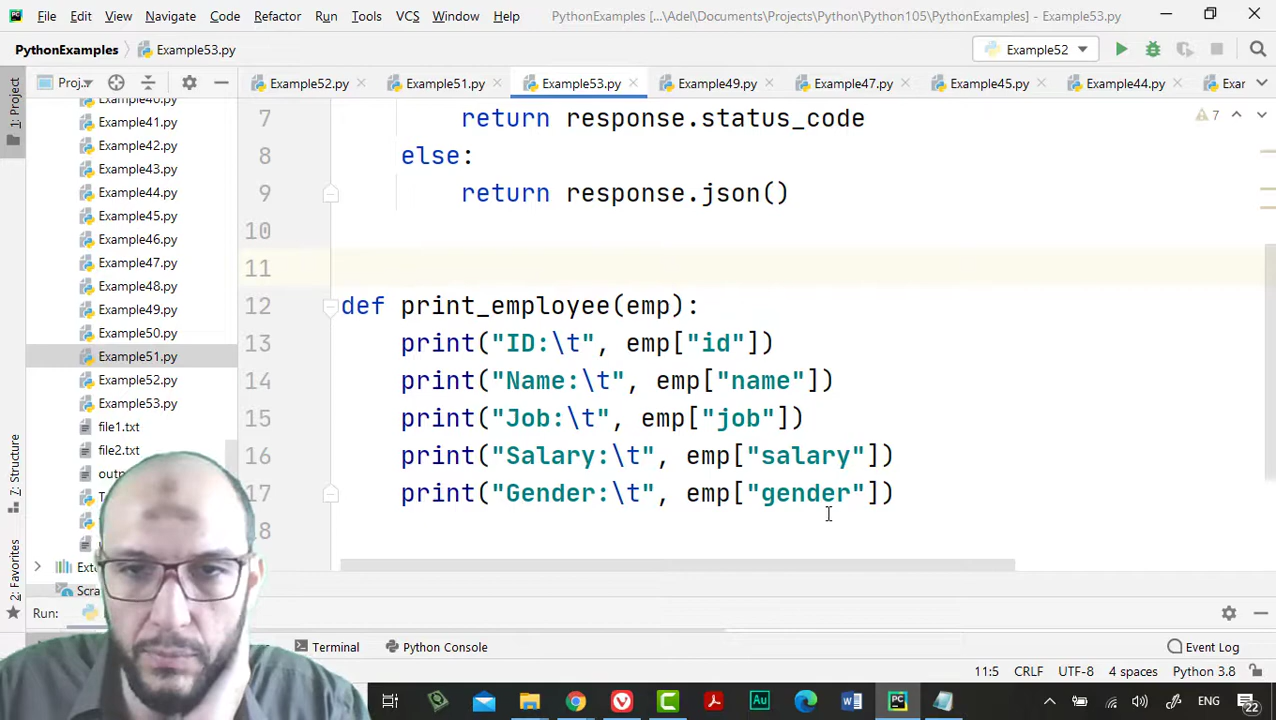 File Edit View Navigate Code Refactor Run Tools VCS Window Help PythonExamples [...\Adel\Documents\Projects\Python\Python105\PythonExamples] - Example53.py
PythonExamples Example53.py Example52
1: Project
Proj...
Example52.py Example51.py Example53.py Example49.py Example47.py Example45.py Example44.py
Example40.py
Example41.py
Example42.py
Example43.py
Example44.py
Example45.py
Example46.py
Example47.py
Example48.py
Example49.py
Example50.py
Example51.py
Example52.py
Example53.py
file1.txt
file2.txt
7 return response.status_code
8 else:
9 return response.json()
10
11
12 def print_employee(emp):
13 print("ID:\t", emp["id"])
14 print("Name:\t", emp["name"])
15 print("Job:\t", emp["job"])
16 print("Salary:\t", emp["salary"])
17 print("Gender:\t", emp["gender"])
18
7
7: Structure
2: Favorites
Run:
Terminal Python Console Event Log
11:5 CRLF UTF-8 4 spaces Python 3.8
ENG 22